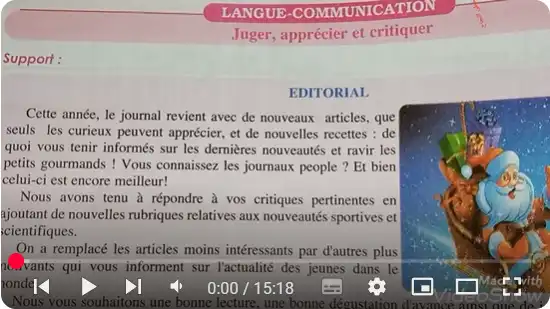 LANGUE-COMMUNICATION
Juger, apprécier et critiquer
Support :
EDITORIAL
Cette année, le journal revient avec de nouveaux articles, que
seuls les curieux peuvent apprécier, et de nouvelles recettes : de
quoi vous tenir informés sur les dernières nouveautés et ravir les
petits gourmands ! Vous connaissez les journaux people ? Et bien
celui-ci est encore meilleur!
Nous avons tenu à répondre à vos critiques pertinentes en
ajoutant de nouvelles rubriques relatives aux nouveautés sportives et
scientifiques.
On a remplacé les articles moins intéressants par d'autres plus
qui vous informent sur l'actualité des jeunes dans le
monde
Nous vous souhaitons une bonne lecture, une bonne dégustation d'avance ainsi que de
0:00 / 15:18
Made with
VideoShow